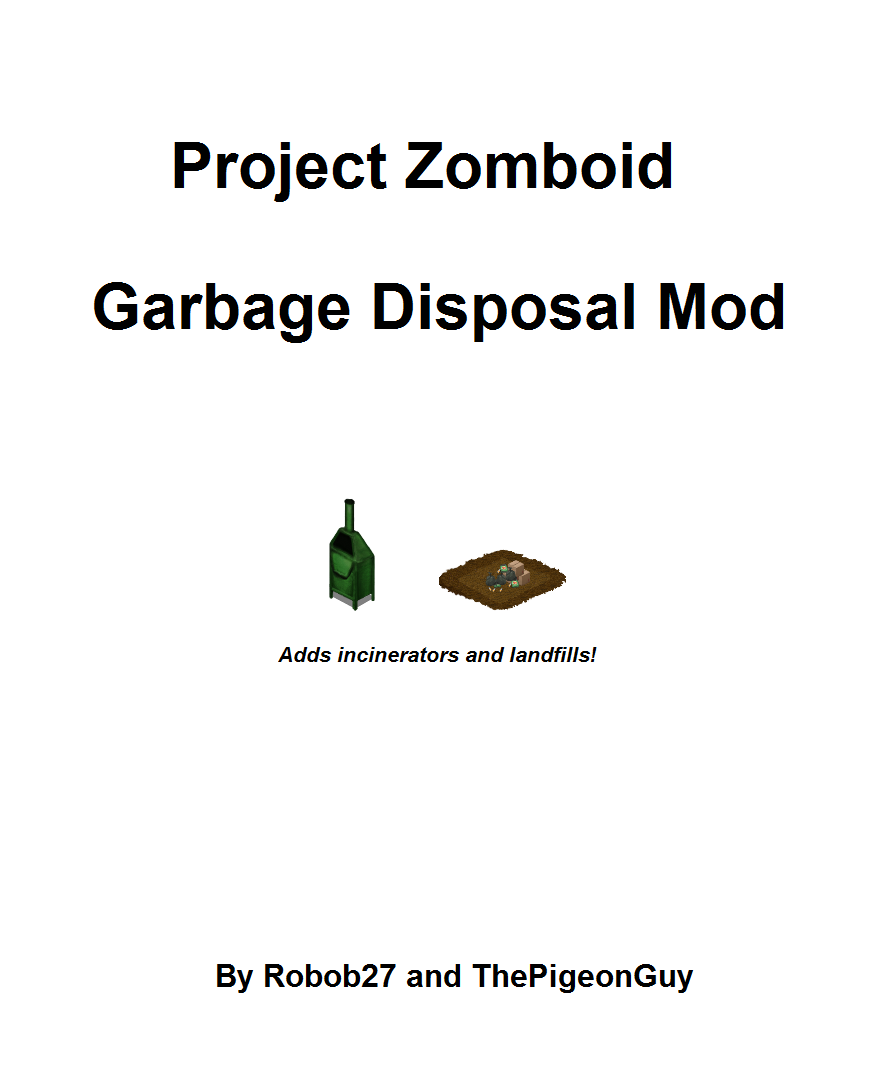 Project Zomboid
Garbage Disposal Mod
Adds incinerators and landfills!
By Robob27 and ThePigeonGuy